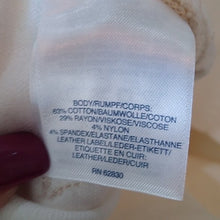 BODY/RUMPF/CORPS:
63% COTTON/BAUMWOLLE/COTON
29% RAYON/VISKOSE/VISCOSE
4% NYLON
4% SPANDEX/ELASTANE/ELASTHANNE
LEATHER LABEL/LEDER-ETIKETT/
ETIQUETTE EN CUIR:
LEATHER/LEDER/CUIR
RN 62830